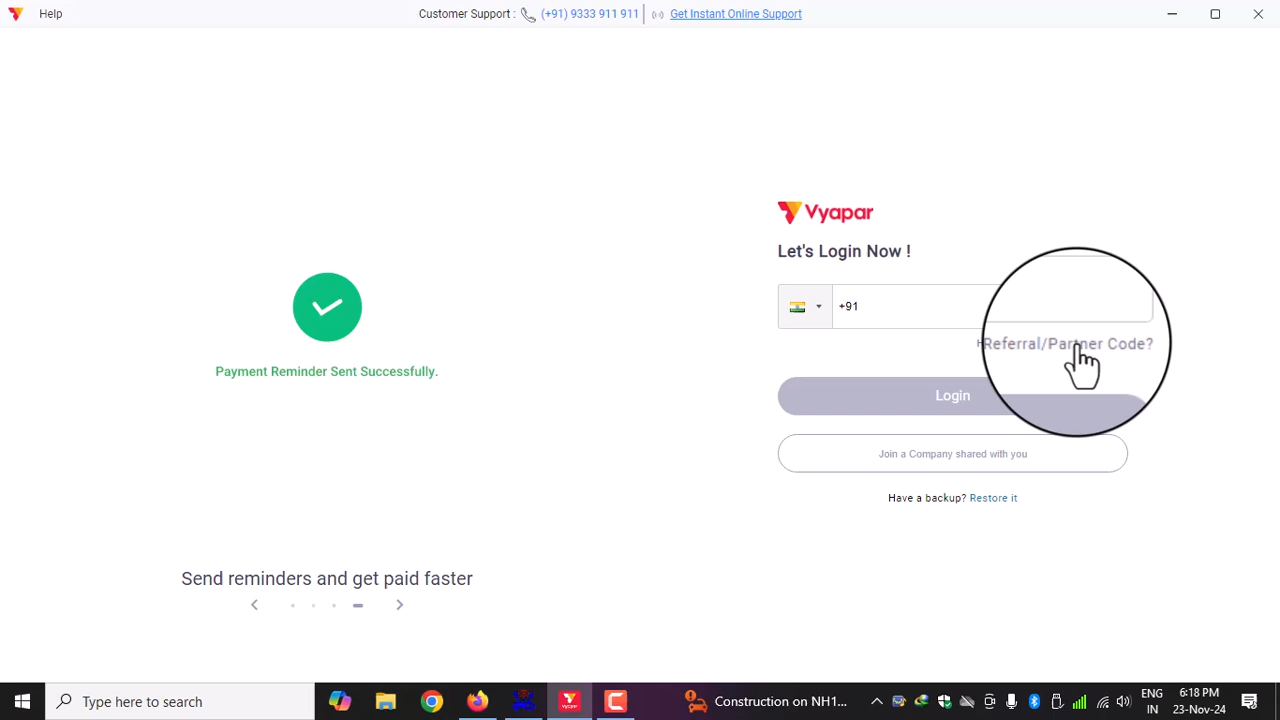 Help
Customer Support : (+91) 9333 911 911 Get Instant Online Support
Vyapar
Let's Login Now !
+91
Referral/Partner Code?
Login
Join a Company shared with you
Have a backup? Restore it
Payment Reminder Sent Successfully.
Send reminders and get paid faster
Type here to search
vyapar
Construction on NH1...
ENG
IN
6:18 PM
23-Nov-24